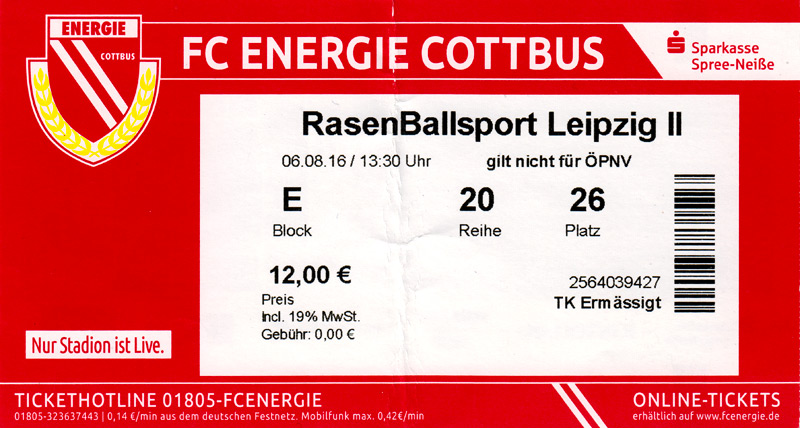 ENERGIE
COTTBUS
FC ENERGIE COTTBUS
Sparkasse
Spree-Neiße
RasenBallsport Leipzig II
06.08.16 / 13:30 Uhr gilt nicht für ÖPNV
E 20 26
Block Reihe Platz
12,00 € 2564039427
Preis TK Ermässigt
Incl. 19% MwSt.
Gebühr: 0,00 €
Nur Stadion ist Live.
TICKETHOTLINE 01805-FCENERGIE
01805-323637443 | 0,14 €/min aus dem deutschen Festnetz. Mobilfunk max. 0,42€/min
ONLINE-TICKETS
erhältlich auf www.fcenergie.de